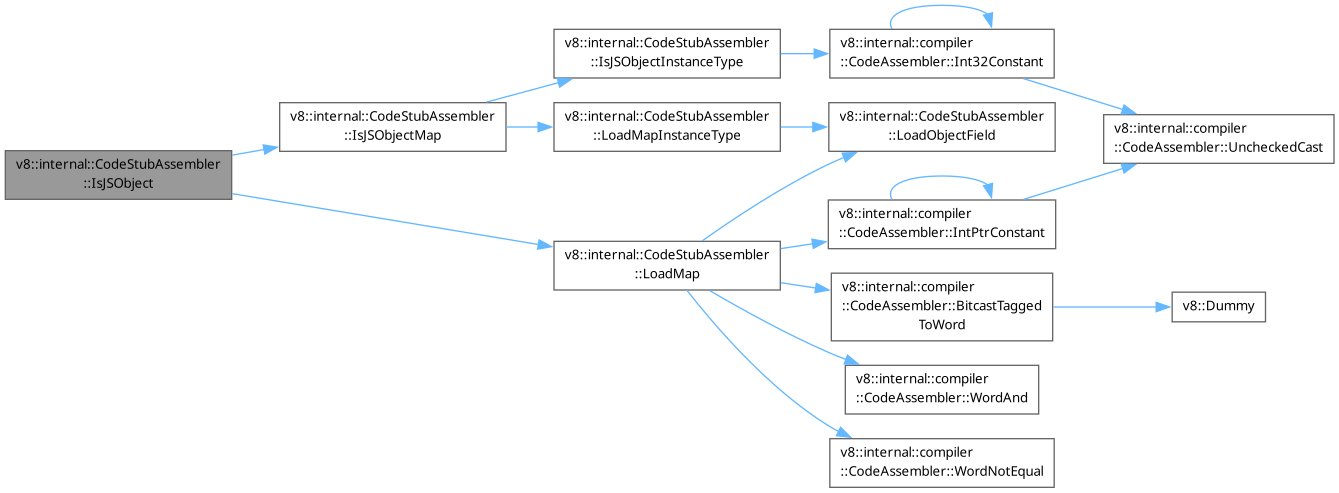 v8::internal::CodeStubAssembler
::IsJSObject
v8::internal::CodeStubAssembler
::IsJSObjectMap
v8::internal::CodeStubAssembler
::IsJSObjectInstanceType
v8::internal::CodeStubAssembler
::LoadMapInstanceType
v8::internal::CodeStubAssembler
::LoadMap
v8::internal::compiler
::CodeAssembler::Int32Constant
v8::internal::CodeStubAssembler
::LoadObjectField
v8::internal::compiler
::CodeAssembler::IntPtrConstant
v8::internal::compiler
::CodeAssembler::BitcastTagged
ToWord
v8::internal::compiler
::CodeAssembler::WordAnd
v8::internal::compiler
::CodeAssembler::WordNotEqual
v8::internal::compiler
::CodeAssembler::UncheckedCast
v8::Dummy